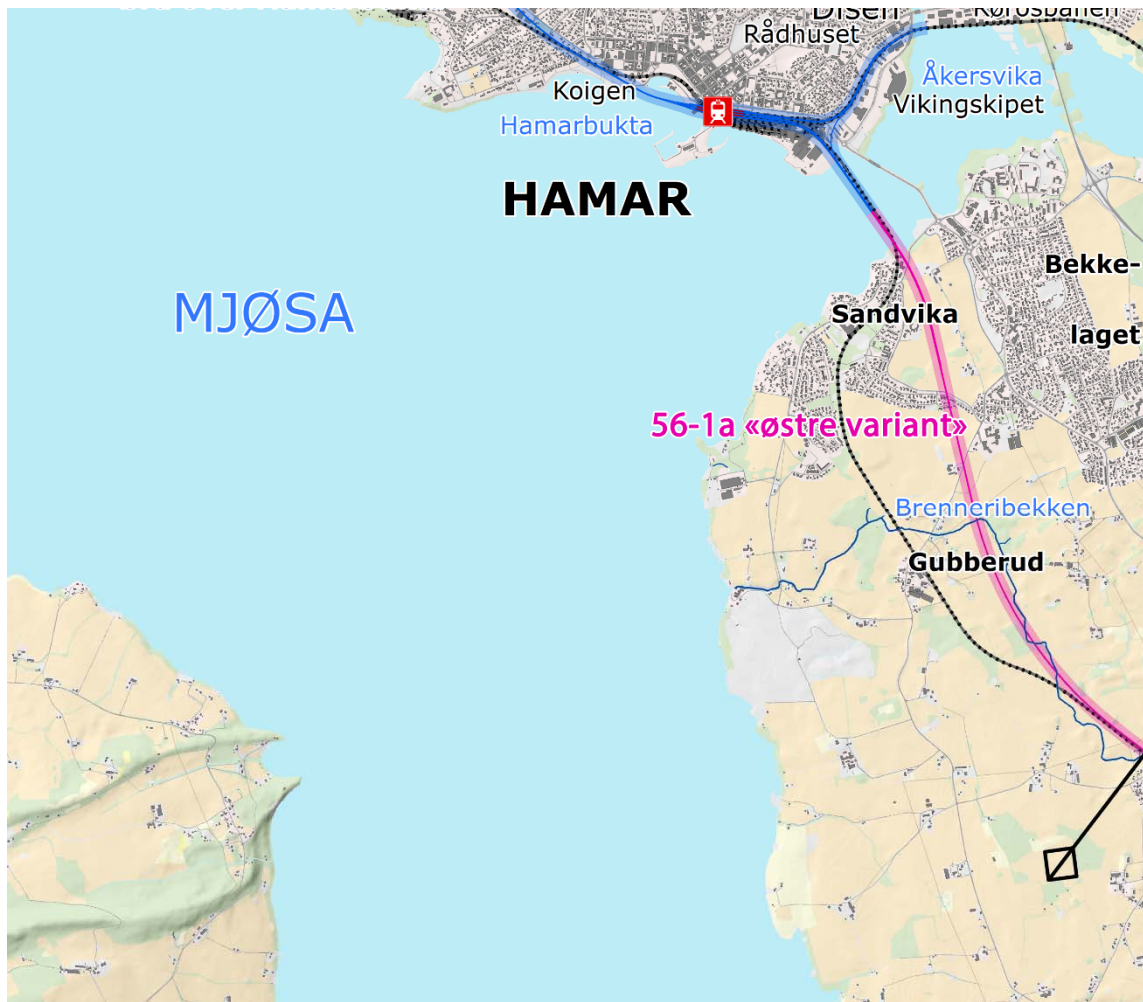 Disen
Rådhuset
Rørosbanen
Koigen
Hamarbukta
Åkersvika
Vikingskipet
HAMAR
Bekke-
laget
MJØSA
Sandvika
56-1a «østre variant»
Brenneribekken
Gubberud